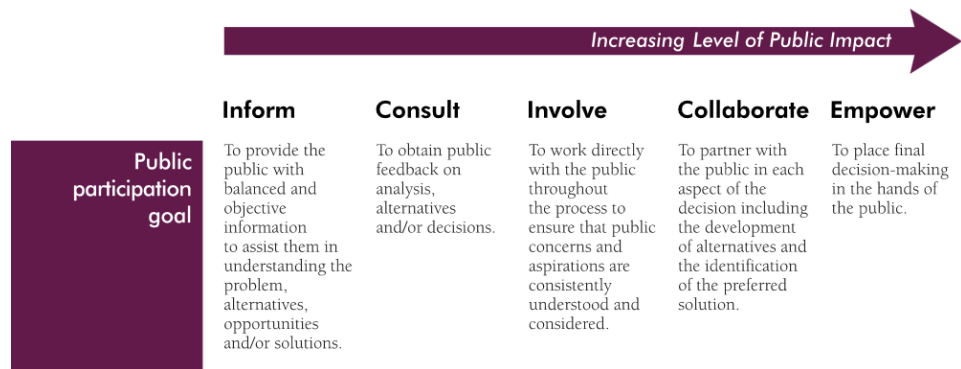 Increasing Level of Public Impact
Inform
Consult
Involve
Collaborate
Empower
Public
participation
goal
To provide the
public with
balanced and
objective
information
to assist them in
understanding the
problem,
alternatives,
opportunities
and/or solutions.
To obtain public
feedback on
analysis,
alternatives
and/or decisions.
To work directly
with the public
throughout
the process to
ensure that public
concerns and
aspirations are
consistently
understood and
considered.
To partner with
the public in each
aspect of the
decision including
the development
of alternatives and
the identification
of the preferred
solution.
To place final
decision-making
in the hands of
the public.